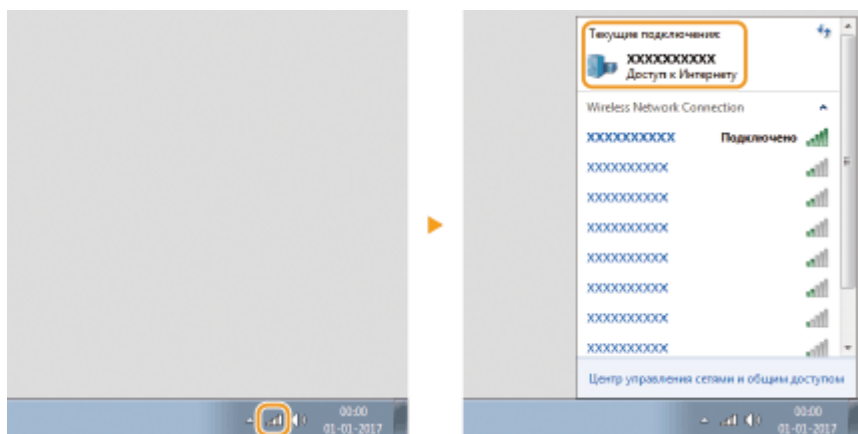 00:00
01-01-2017
Текущие подключения:
XXXXXXXXXX
Доступ к Интернету
Wireless Network Connection
XXXXXXXXXX Подключено
XXXXXXXXXX
XXXXXXXXXX
XXXXXXXXXX
XXXXXXXXXX
XXXXXXXXXX
XXXXXXXXXX
XXXXXXXXXX
Центр управления сетями и общим доступом
00:00
01-01-2017